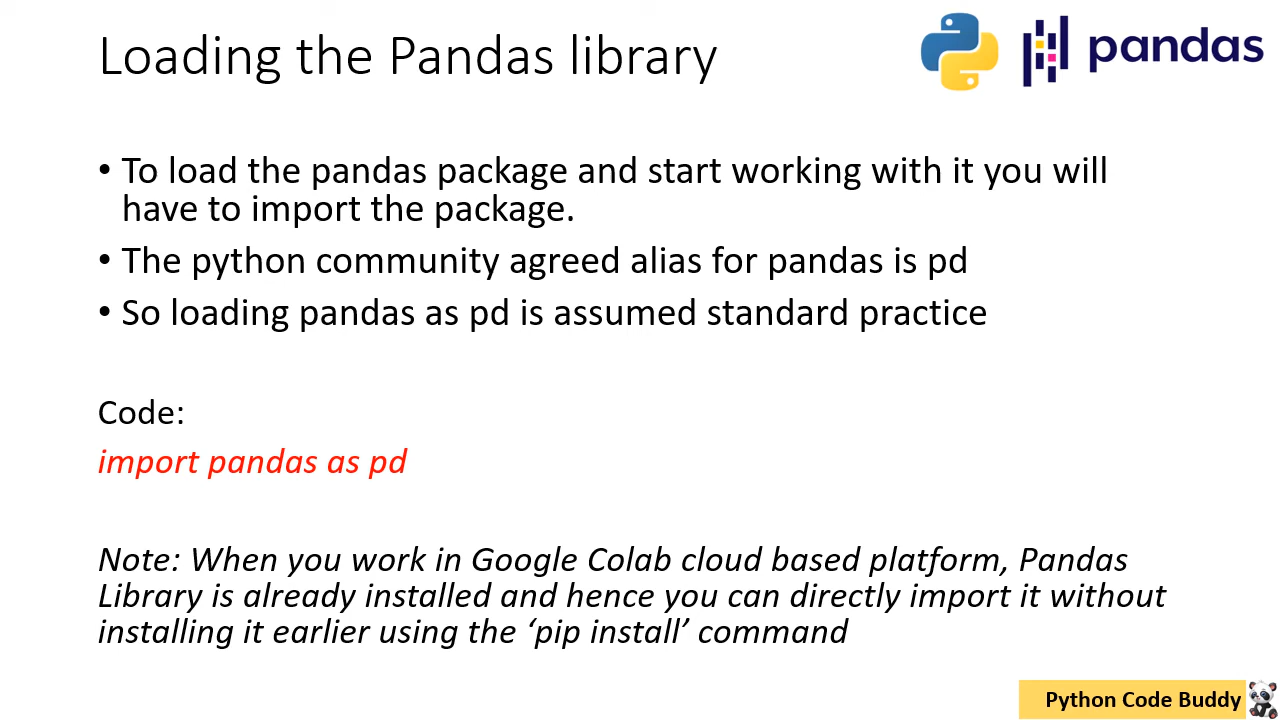 Loading the Pandas library
pandas
• To load the pandas package and start working with it you will
have to import the package.
• The python community agreed alias for pandas is pd
• So loading pandas as pd is assumed standard practice
Code:
import pandas as pd
Note: When you work in Google Colab cloud based platform, Pandas
Library is already installed and hence you can directly import it without
installing it earlier using the ‘pip install’ command
Python Code Buddy